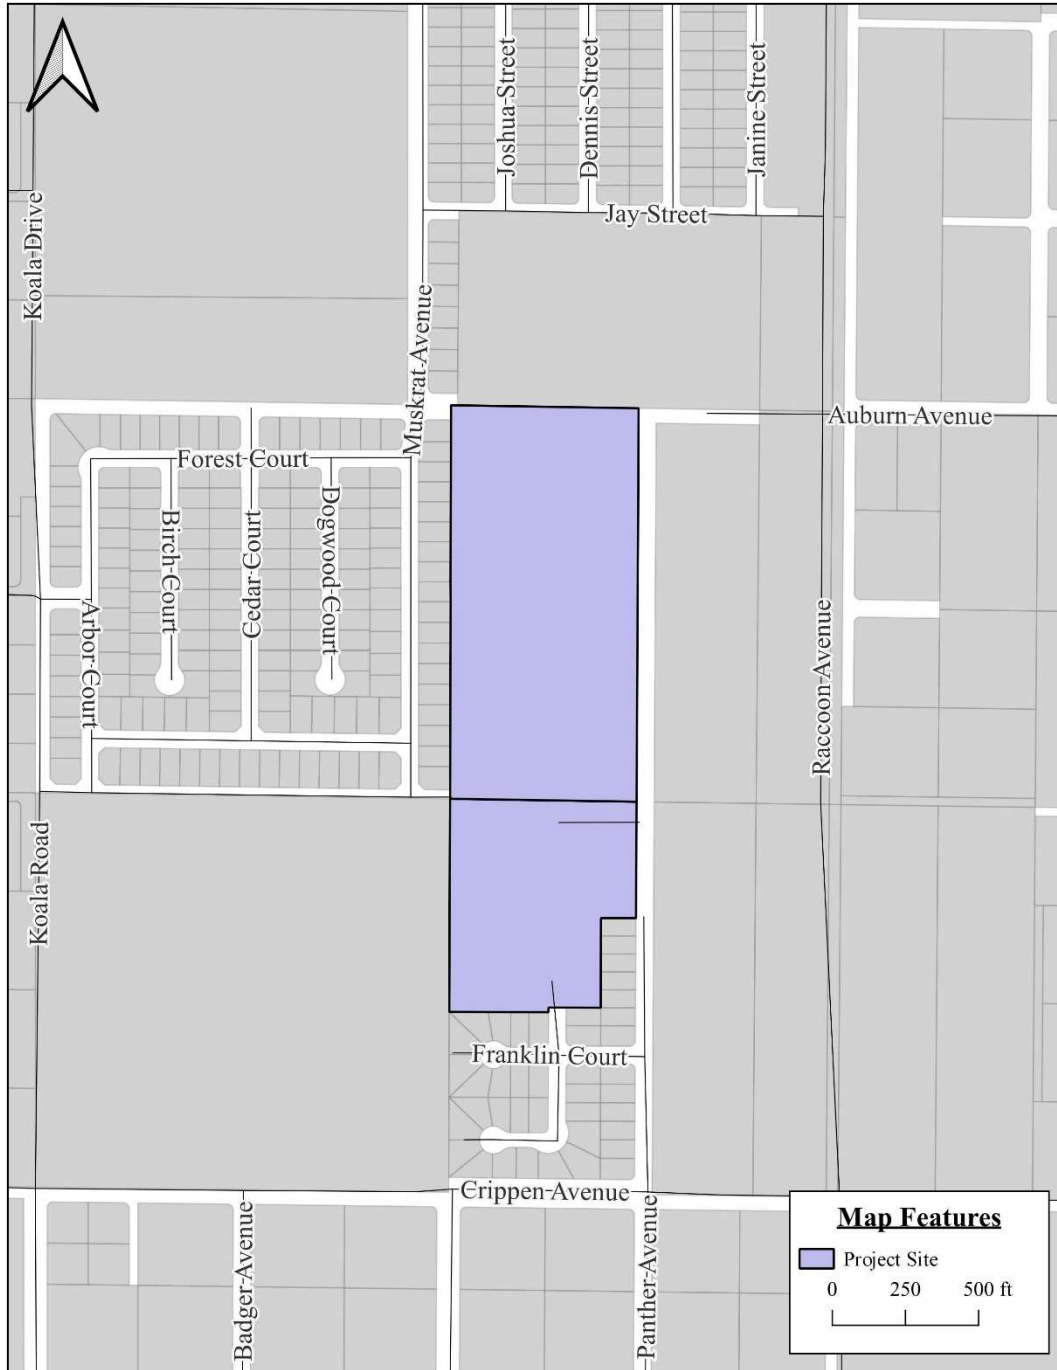 Joshua Street
Dennis Street
Janine Street
Jay Street
Koala Drive
Muskrat Avenue
Auburn Avenue
Forest Court
Birch Court
Cedar Court
Dogwood Court
Arbor Court
Raccoon Avenue
Koala Road
Franklin Court
Crippen Avenue
Badger Avenue
Panther Avenue
Map Features
Project Site
0 250 500 ft